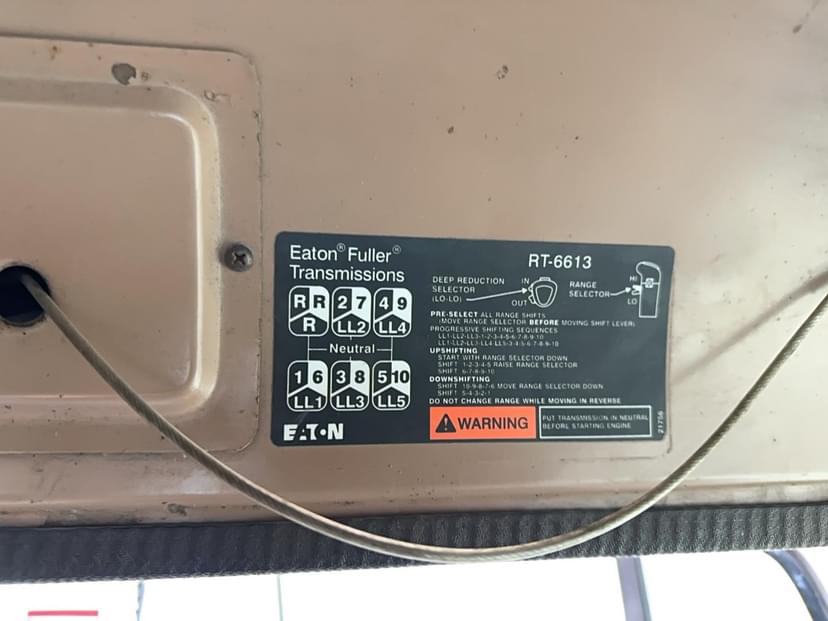 Eaton® Fuller®
Transmissions
RT-6613
R R R
2 7 LL2
4 9 LL4
Neutral
1 6 LL1
3 8 LL3
5 10 LL5
EATON
DEEP REDUCTION
SELECTOR
(LO-LO)
IN
OUT
RANGE
SELECTOR
HI
LO
PRE-SELECT ALL RANGE SHIFTS
(MOVE RANGE SELECTOR BEFORE MOVING SHIFT LEVER)
PROGRESSIVE SHIFTING SEQUENCES
LL1-LL2-LL3-1-2-3-4-5-6-7-8-9-10
LL1-LL2-LL3-LL4-LL5-3-4-5-6-7-8-9-10
UPSHIFTING
START WITH RANGE SELECTOR DOWN
SHIFT 1-2-3-4-5 RAISE RANGE SELECTOR
SHIFT 6-7-8-9-10
DOWNSHIFTING
SHIFT 10-9-8-7-6 MOVE RANGE SELECTOR DOWN
SHIFT 5-4-3-2-1
DO NOT CHANGE RANGE WHILE MOVING IN REVERSE
WARNING
PUT TRANSMISSION IN NEUTRAL
BEFORE STARTING ENGINE
21756